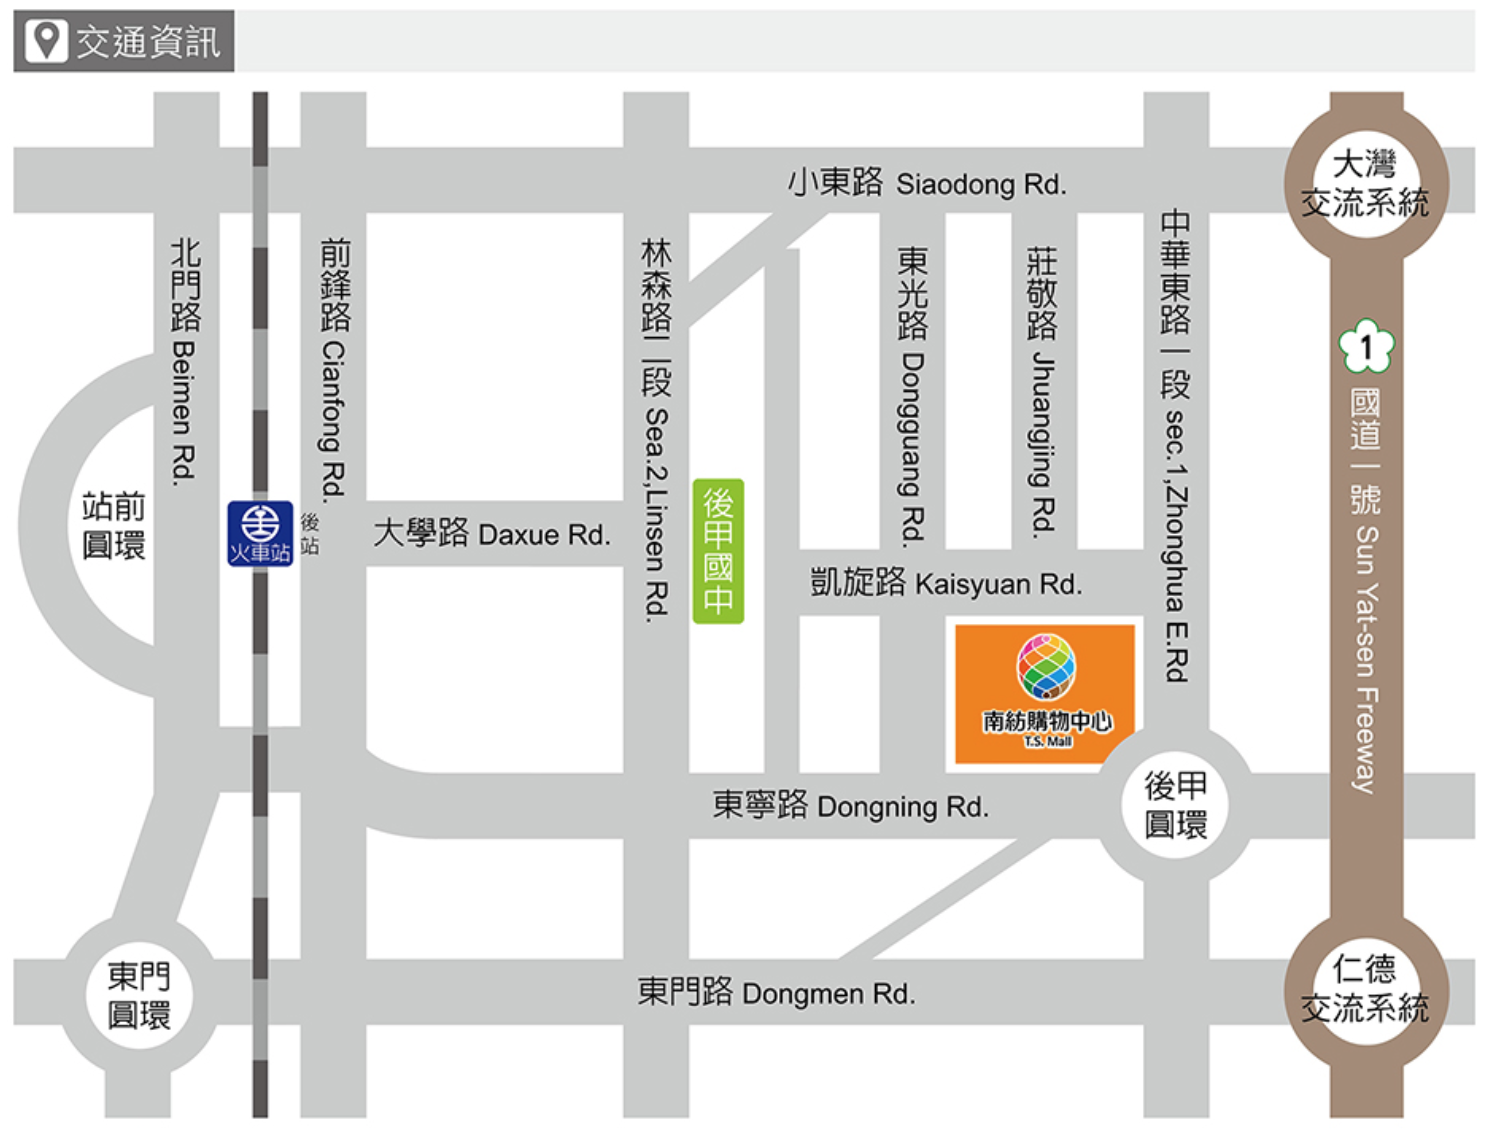 交通資訊
小東路 Siaodong Rd.
大灣
交流系統
北門路 Beimen Rd.
前鋒路 Cianfong Rd.
林森路二段 Sea.2,Linsen Rd.
東光路 Dongguang Rd.
莊敬路 Jhuangjing Rd.
中華東路一段 sec.1,Zhonghua E.Rd
1
國道一號 Sun Yat-sen Freeway
站前
圓環
火車站
後站
大學路 Daxue Rd.
後甲國中
凱旋路 Kaisyuan Rd.
南紡購物中心
T.S. Mall
東寧路 Dongning Rd.
後甲
圓環
東門
圓環
東門路 Dongmen Rd.
仁德
交流系統